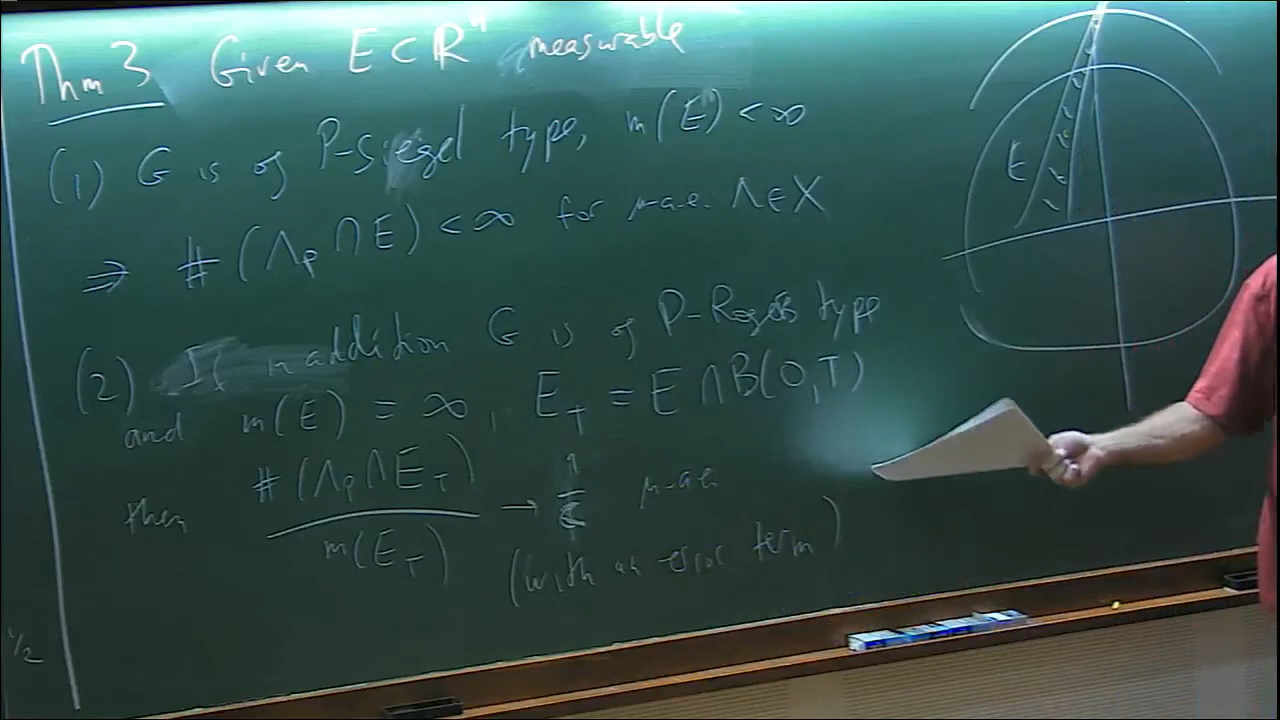 Thm 3 Given E ⊂ ℝⁿ measurable
(1) G is of P-Siegel type, m(E) < ∞
⇒ #(Λ_P ∩ E) < ∞ for μ-a.e. Λ ∈ X
(2) If in addition G is of P-Rogers type
and m(E) = ∞, E_T = E ∩ B(0,T)
then #(Λ_P ∩ E_T) / m(E_T) → 1/c μ-a.e.
(with an error term)
E
1/2